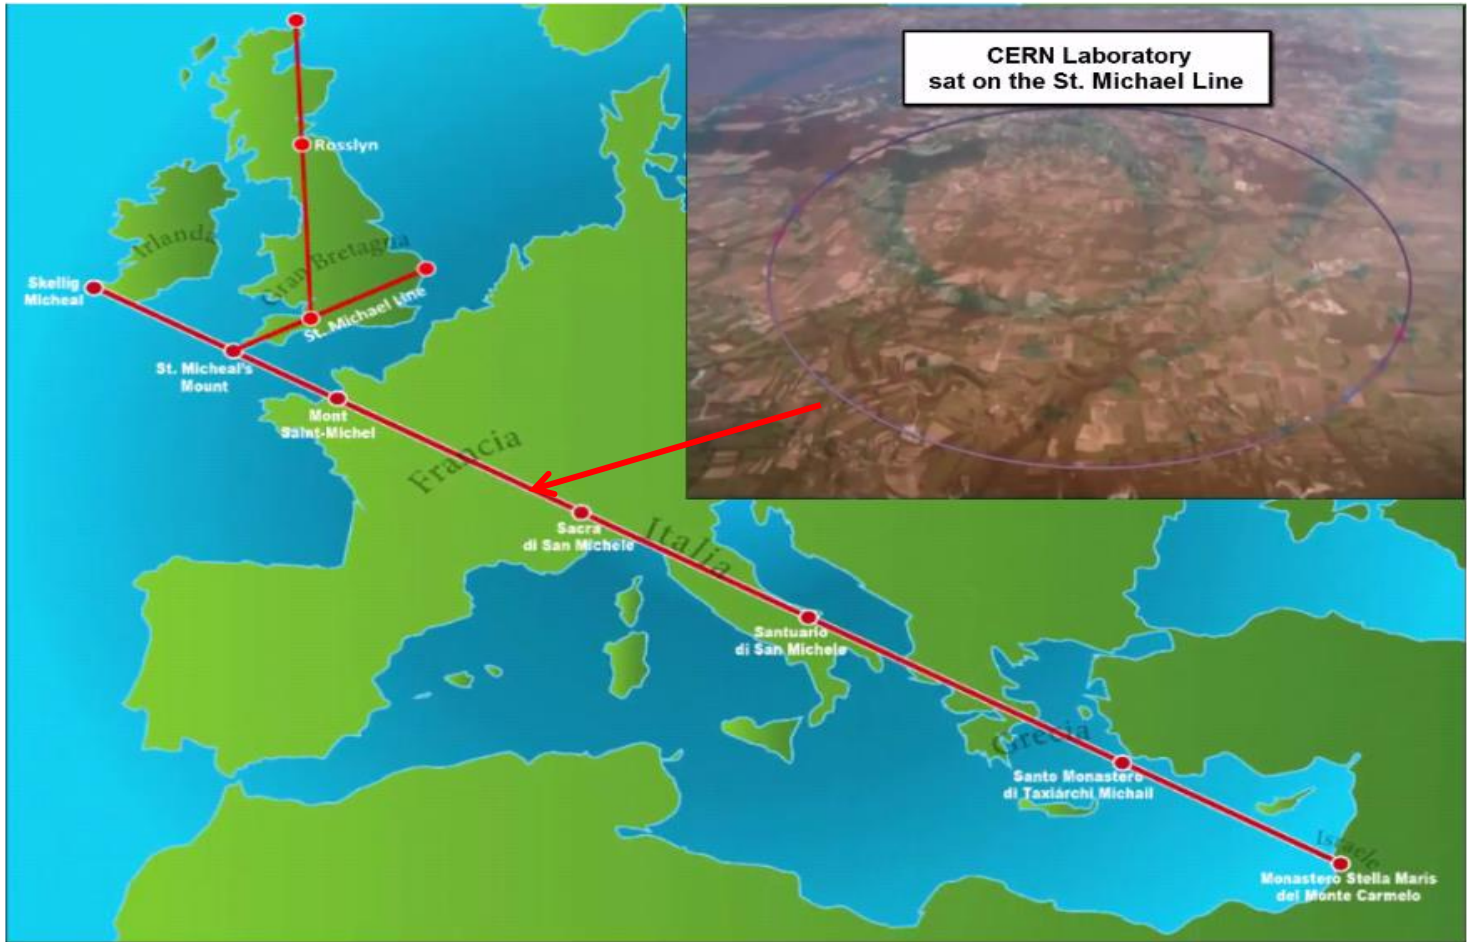 CERN Laboratory
sat on the St. Michael Line
Rosslyn
Irlanda
Gran Bretagna
Skellig
Micheal
St. Michael Line
St. Micheal's
Mount
Mont
Saint-Michel
Francia
Sacra
di San Michele
Italia
Santuario
di San Michele
Grecia
Santo Monastero
di Taxiarchi Michail
Israele
Monastero Stella Maris
del Monte Carmelo